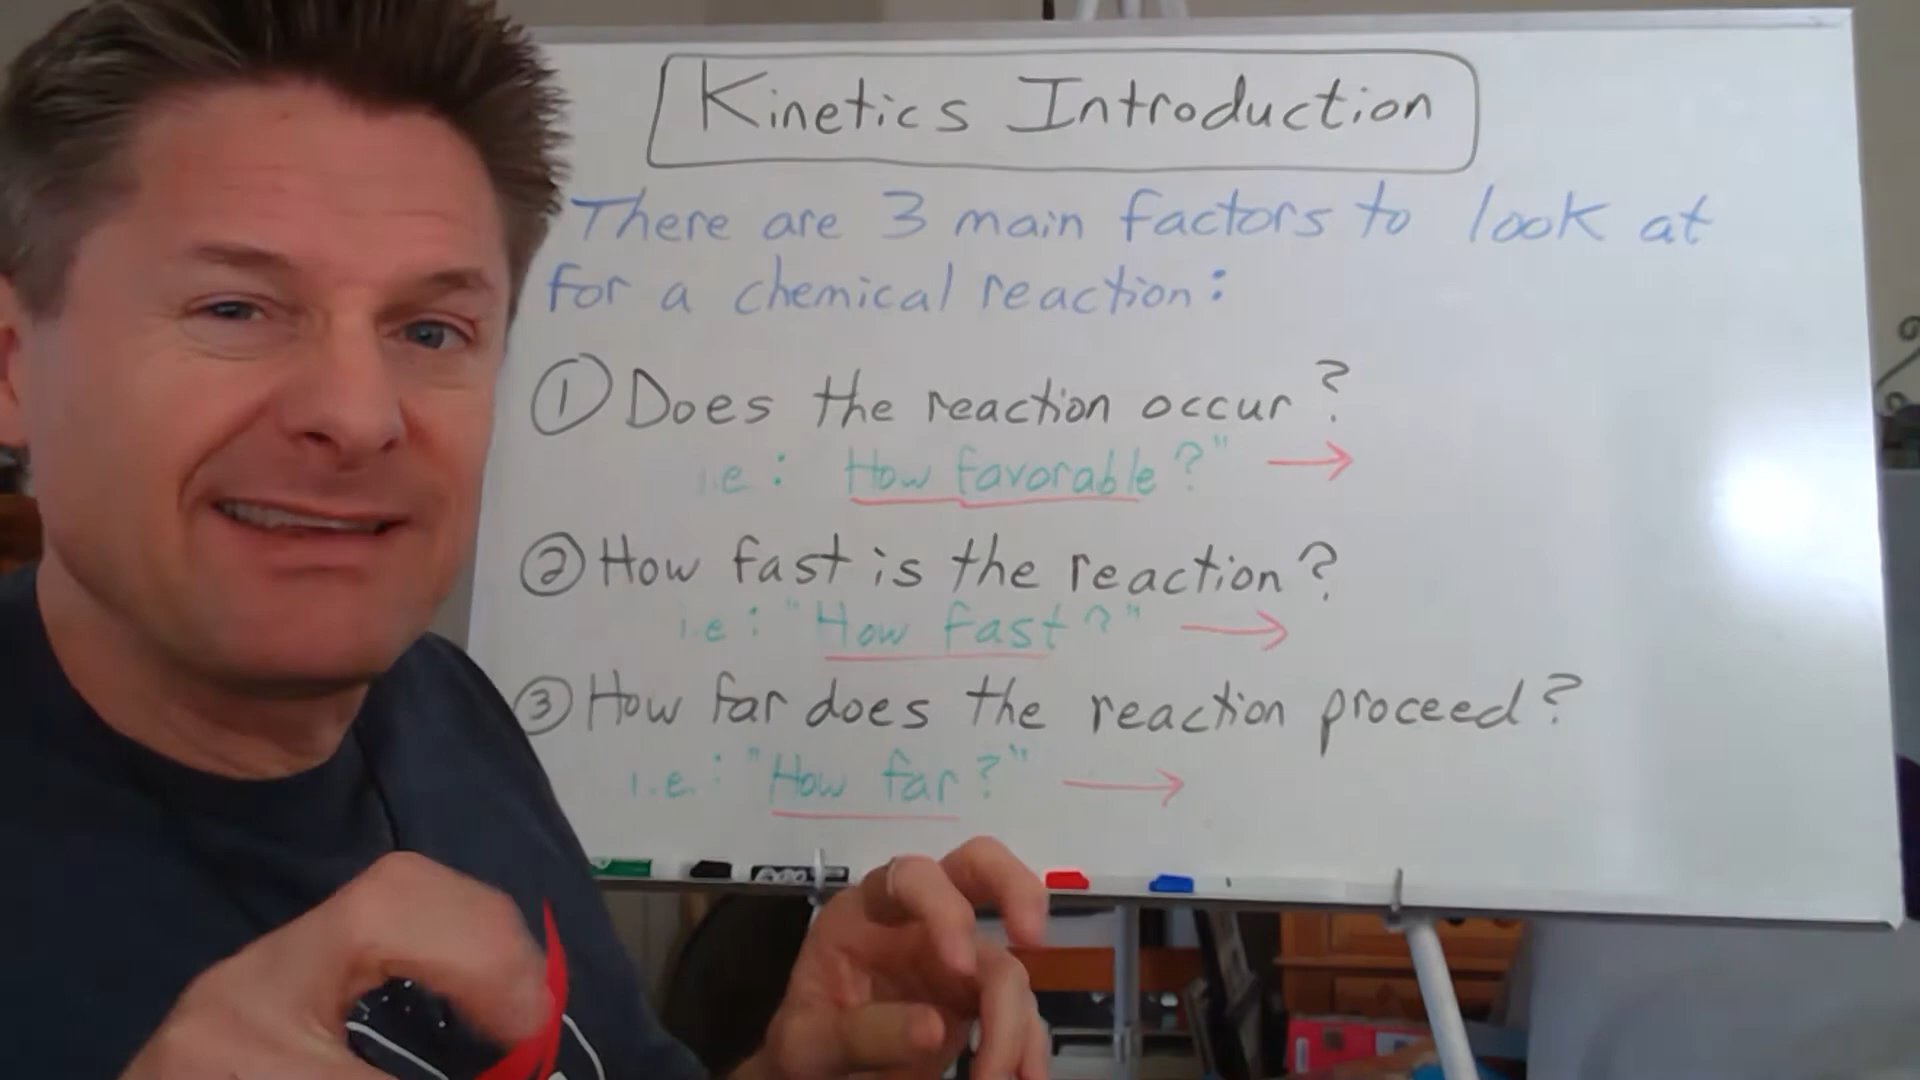 Kinetics Introduction
There are 3 main factors to look at
for a chemical reaction:
① Does the reaction occur?
i.e: How favorable?" →
② How fast is the reaction?
i.e: "How fast?" →
③ How far does the reaction proceed?
i.e.: "How far?" →
EXPO